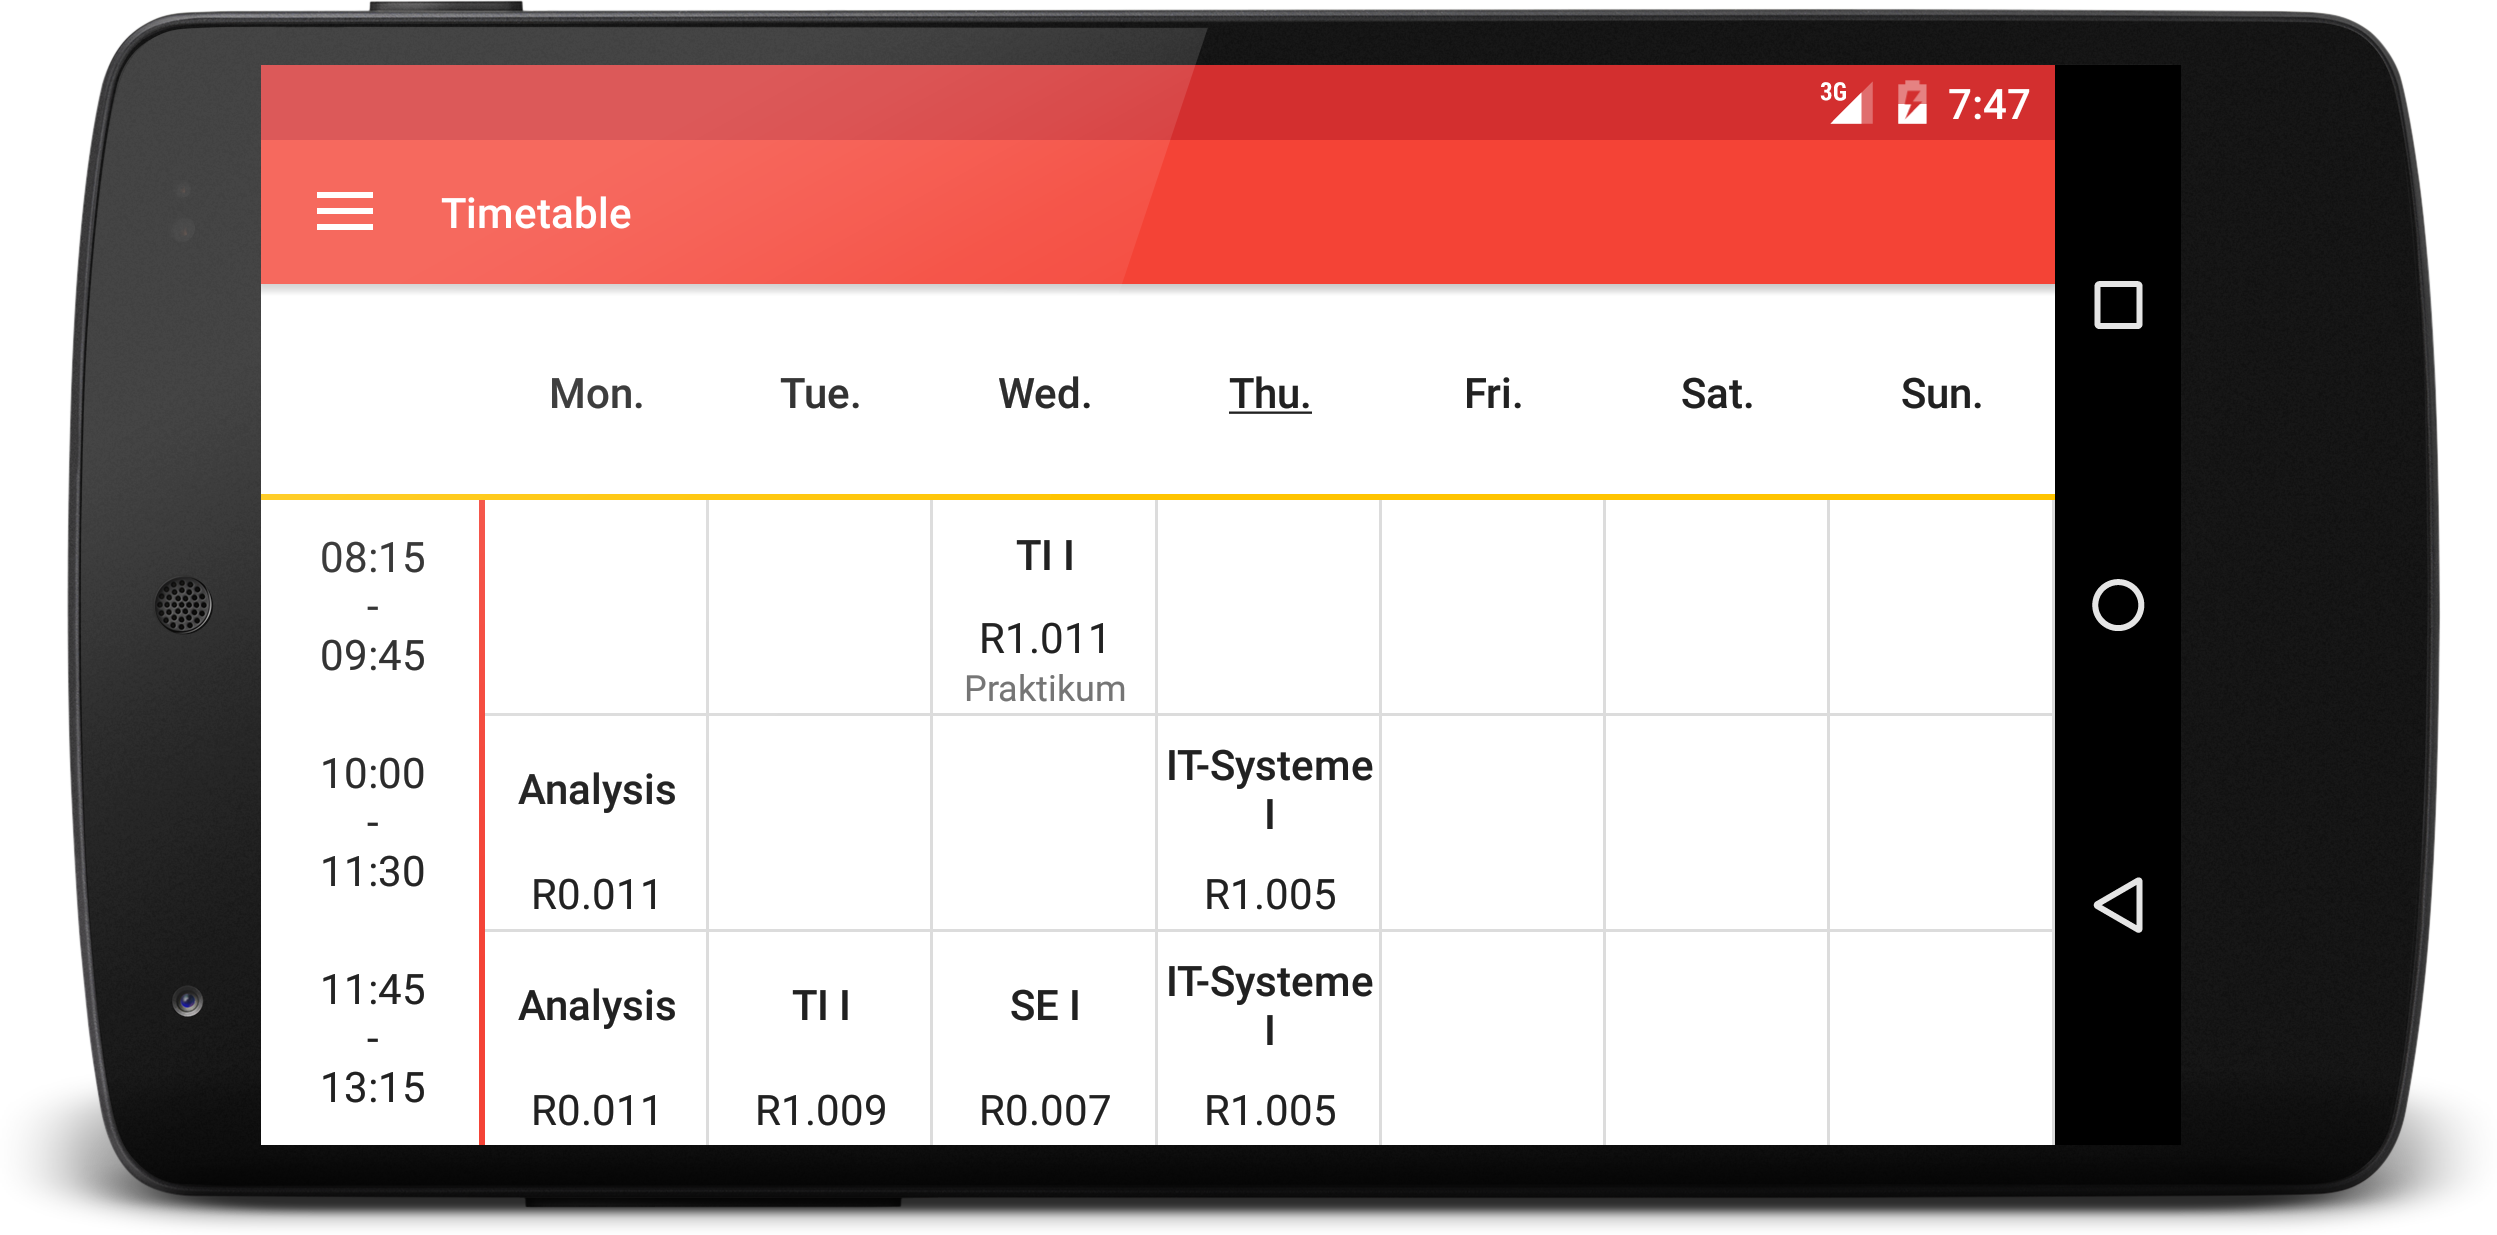 3G 7:47
Timetable
Mon. Tue. Wed. Thu. Fri. Sat. Sun.
08:15
-
09:45
TI I
R1.011
Praktikum
10:00
-
11:30
Analysis
R0.011
IT-Systeme
I
R1.005
11:45
-
13:15
Analysis
R0.011
TI I
R1.009
SE I
R0.007
IT-Systeme
I
R1.005